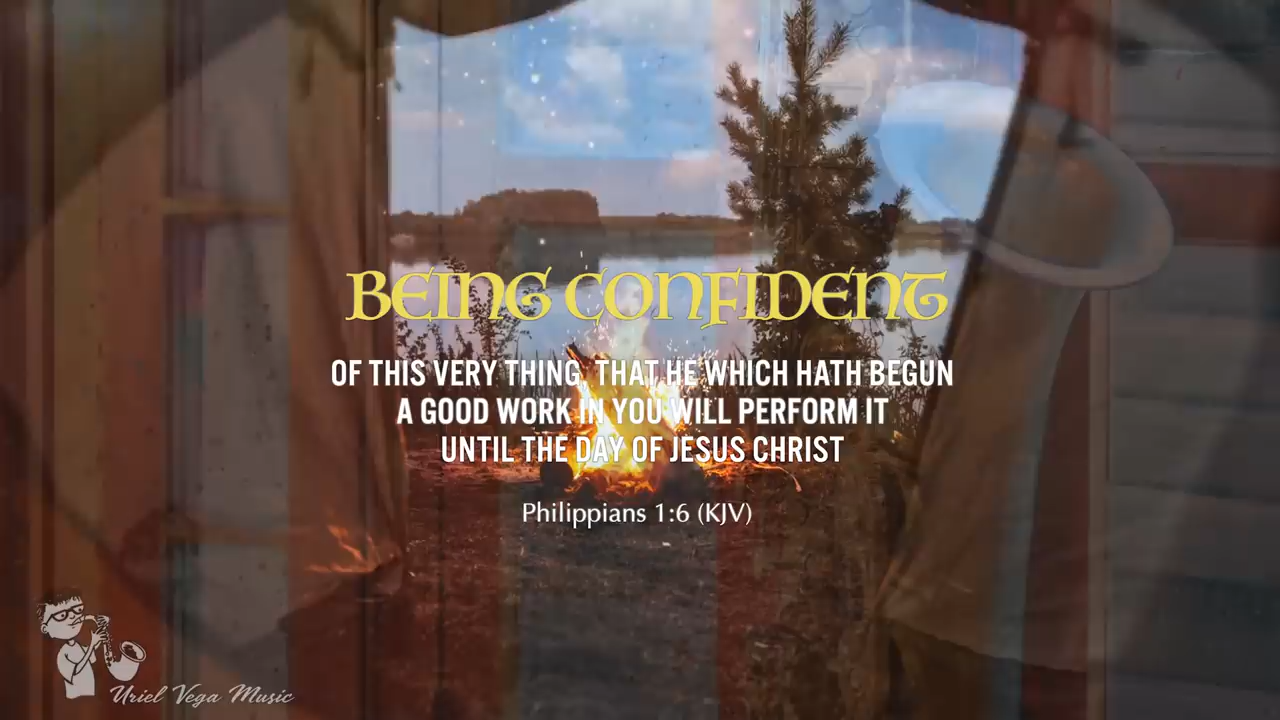 BEING CONFIDENT
OF THIS VERY THING, THAT HE WHICH HATH BEGUN
A GOOD WORK IN YOU WILL PERFORM IT
UNTIL THE DAY OF JESUS CHRIST
Philippians 1:6 (KJV)
Uriel Vega Music